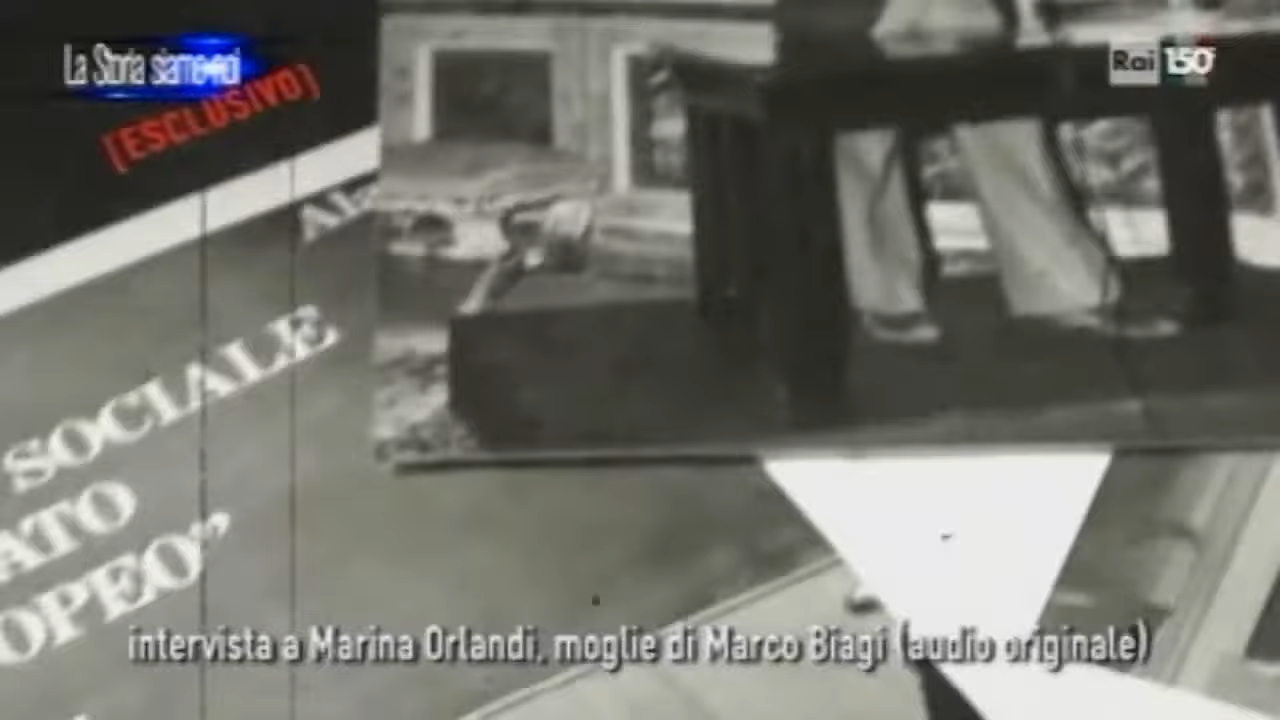 La Storia siamo noi
[ESCLUSIVO]
Rai 150°
SOCIALE
ATO
OPEO”
intervista a Marina Orlandi, moglie di Marco Biagi (audio originale)